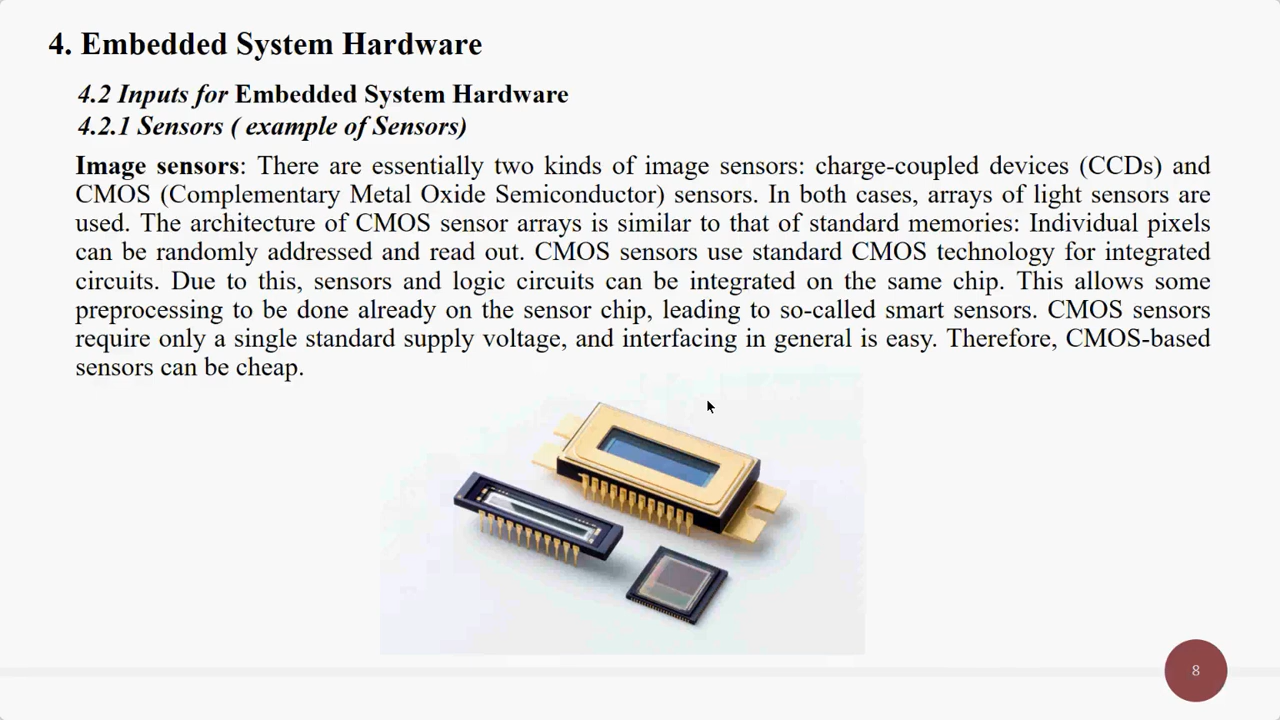 4. Embedded System Hardware
4.2 Inputs for Embedded System Hardware
4.2.1 Sensors ( example of Sensors)
Image sensors: There are essentially two kinds of image sensors: charge-coupled devices (CCDs) and
CMOS (Complementary Metal Oxide Semiconductor) sensors. In both cases, arrays of light sensors are
used. The architecture of CMOS sensor arrays is similar to that of standard memories: Individual pixels
can be randomly addressed and read out. CMOS sensors use standard CMOS technology for integrated
circuits. Due to this, sensors and logic circuits can be integrated on the same chip. This allows some
preprocessing to be done already on the sensor chip, leading to so-called smart sensors. CMOS sensors
require only a single standard supply voltage, and interfacing in general is easy. Therefore, CMOS-based
sensors can be cheap.
8